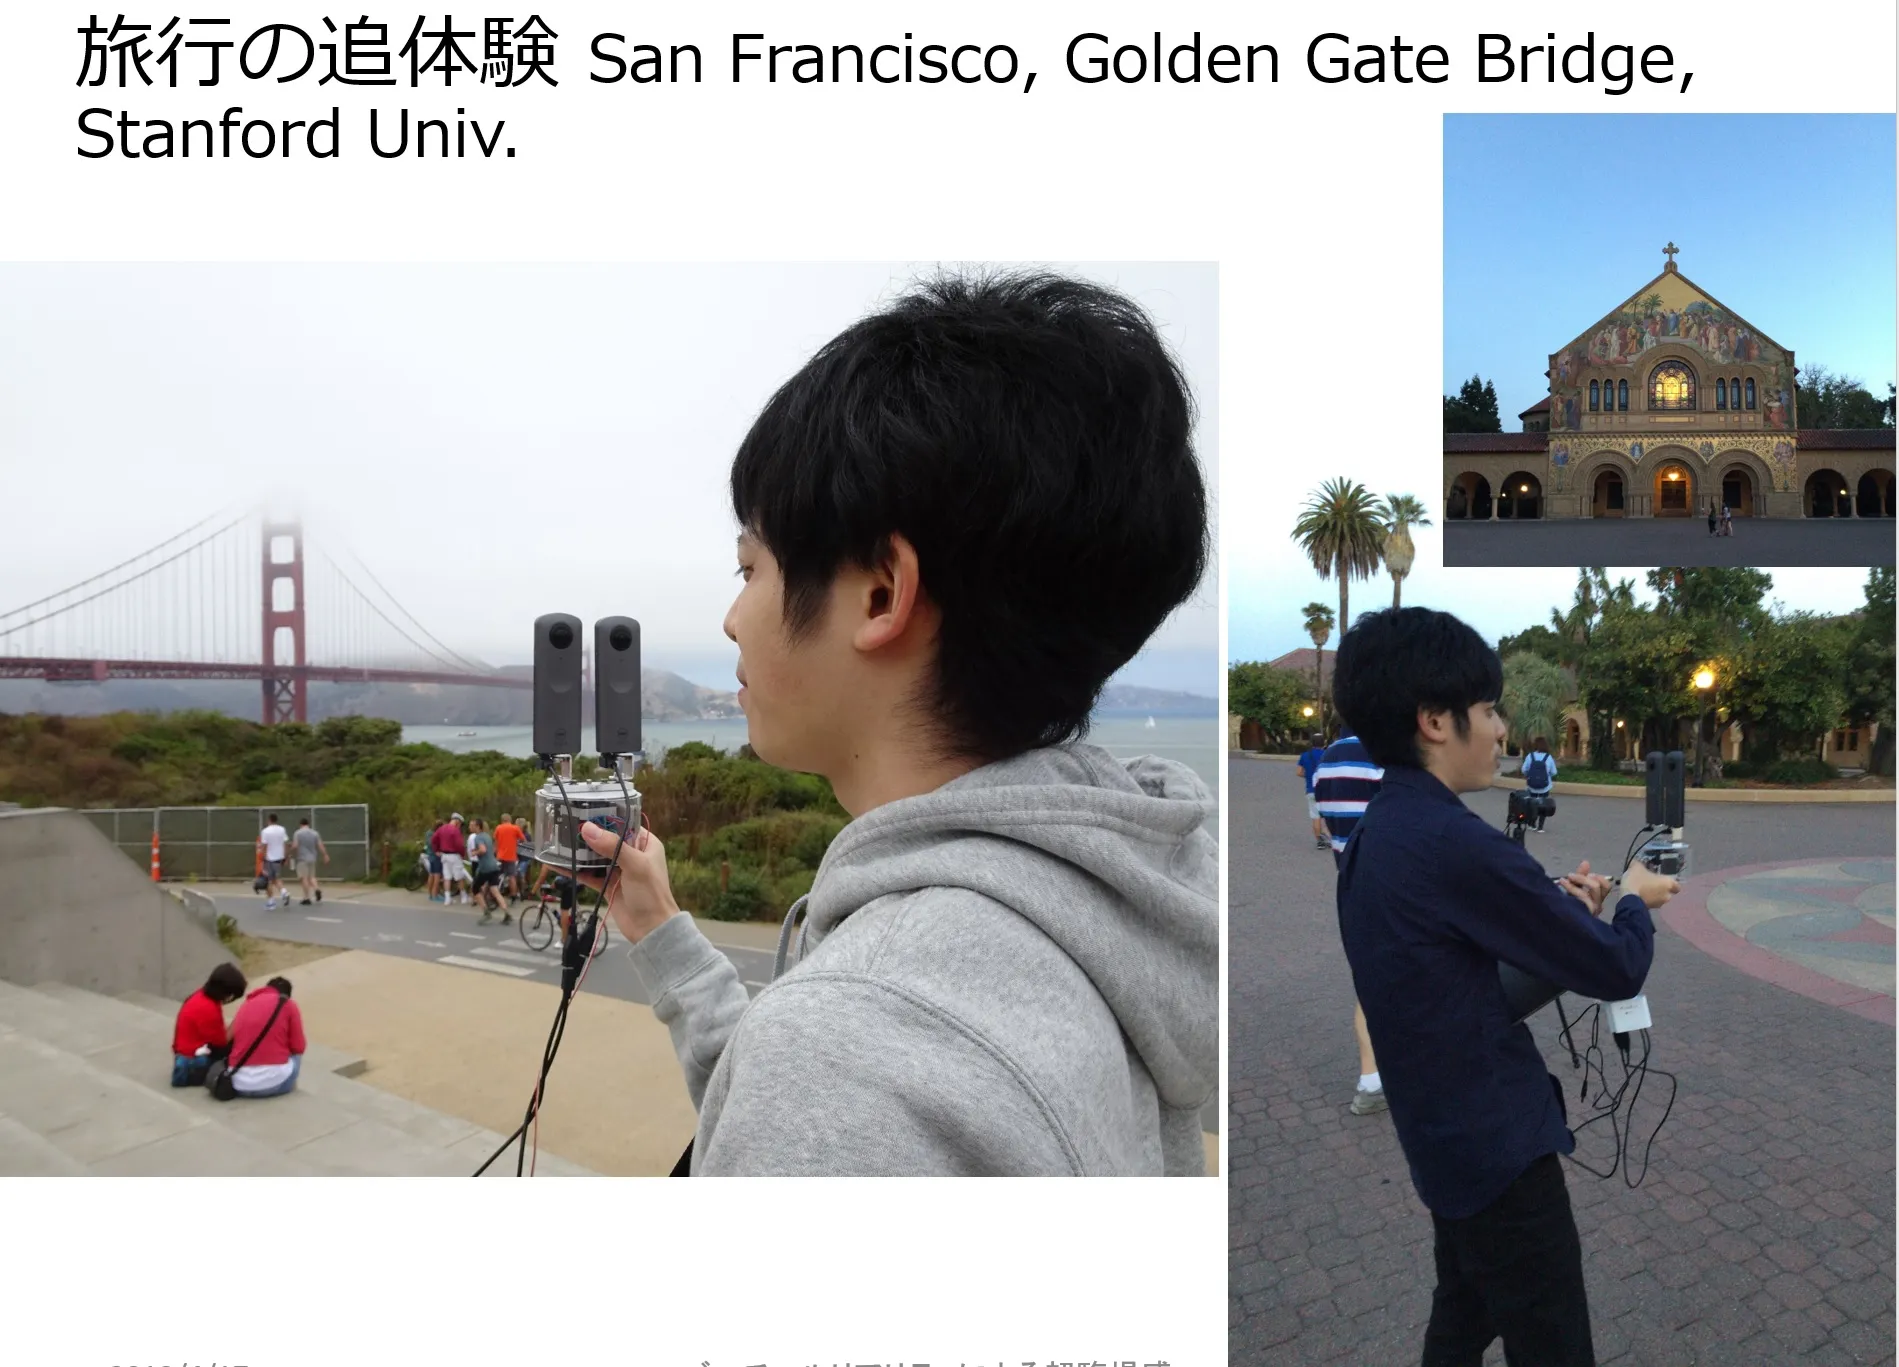 旅行の追体験 San Francisco, Golden Gate Bridge,
Stanford Univ.